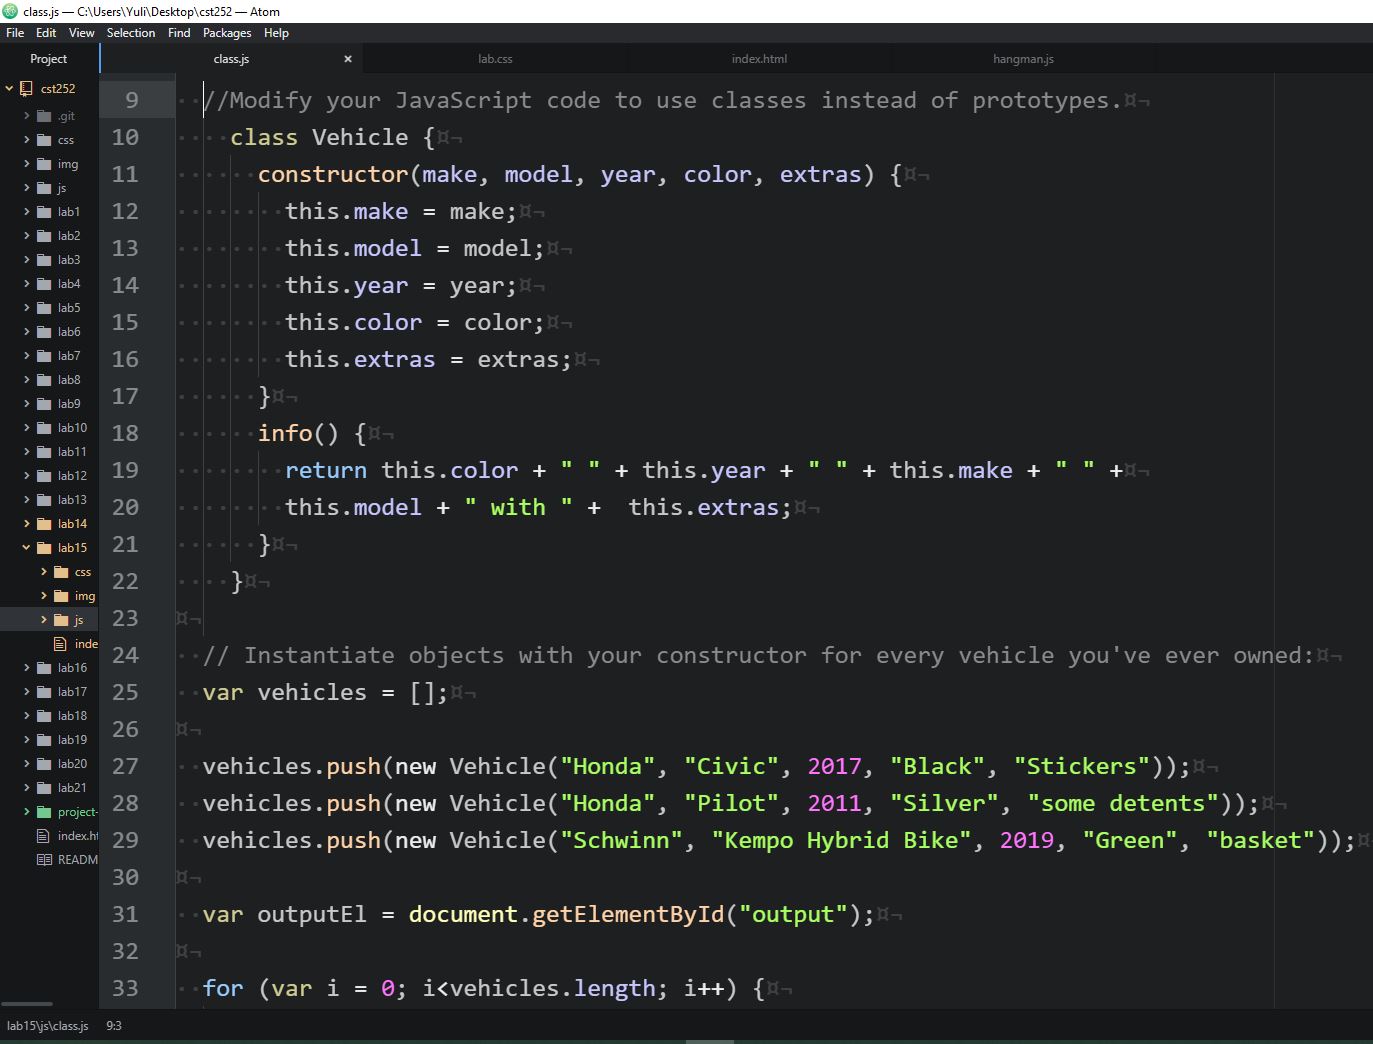 class.js — C:\Users\Yuli\Desktop\cst252 — Atom
File Edit View Selection Find Packages Help
Project
class.js × lab.css index.html hangman.js
cst252
.git
css
img
js
lab1
lab2
lab3
lab4
lab5
lab6
lab7
lab8
lab9
lab10
lab11
lab12
lab13
lab14
lab15
css
img
js
inde
lab16
lab17
lab18
lab19
lab20
lab21
project-
index.ht
READM
9 //Modify your JavaScript code to use classes instead of prototypes.¤¬
10 class Vehicle {¤¬
11 constructor(make, model, year, color, extras) {¤¬
12 this.make = make;¤¬
13 this.model = model;¤¬
14 this.year = year;¤¬
15 this.color = color;¤¬
16 this.extras = extras;¤¬
17 }¤¬
18 info() {¤¬
19 return this.color + " " + this.year + " " + this.make + " " +¤¬
20 this.model + " with " +  this.extras;¤¬
21 }¤¬
22 }¤¬
23 ¤¬
24 // Instantiate objects with your constructor for every vehicle you've ever owned:¤¬
25 var vehicles = [];¤¬
26 ¤¬
27 vehicles.push(new Vehicle("Honda", "Civic", 2017, "Black", "Stickers"));¤¬
28 vehicles.push(new Vehicle("Honda", "Pilot", 2011, "Silver", "some detents"));¤¬
29 vehicles.push(new Vehicle("Schwinn", "Kempo Hybrid Bike", 2019, "Green", "basket"));¤
30 ¤¬
31 var outputEl = document.getElementById("output");¤¬
32 ¤¬
33 for (var i = 0; i<vehicles.length; i++) {¤¬
lab15\js\class.js 9:3